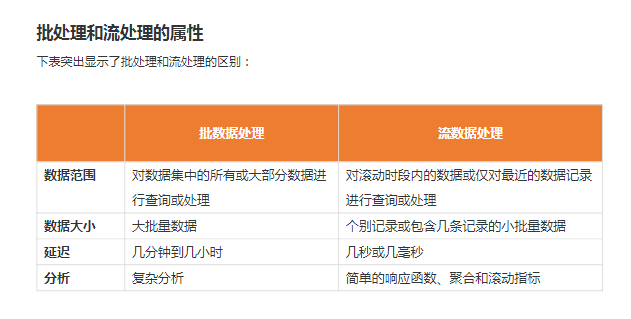 批处理和流处理的属性
下表突出显示了批处理和流处理的区别：
批数据处理 流数据处理
数据范围 对数据集中的所有或大部分数据进 对滚动时段内的数据或仅对最近的数据记录
行查询或处理 进行查询或处理
数据大小 大批量数据 个别记录或包含几条记录的小批量数据
延迟 几分钟到几小时 几秒或几毫秒
分析 复杂分析 简单的响应函数、聚合和滚动指标